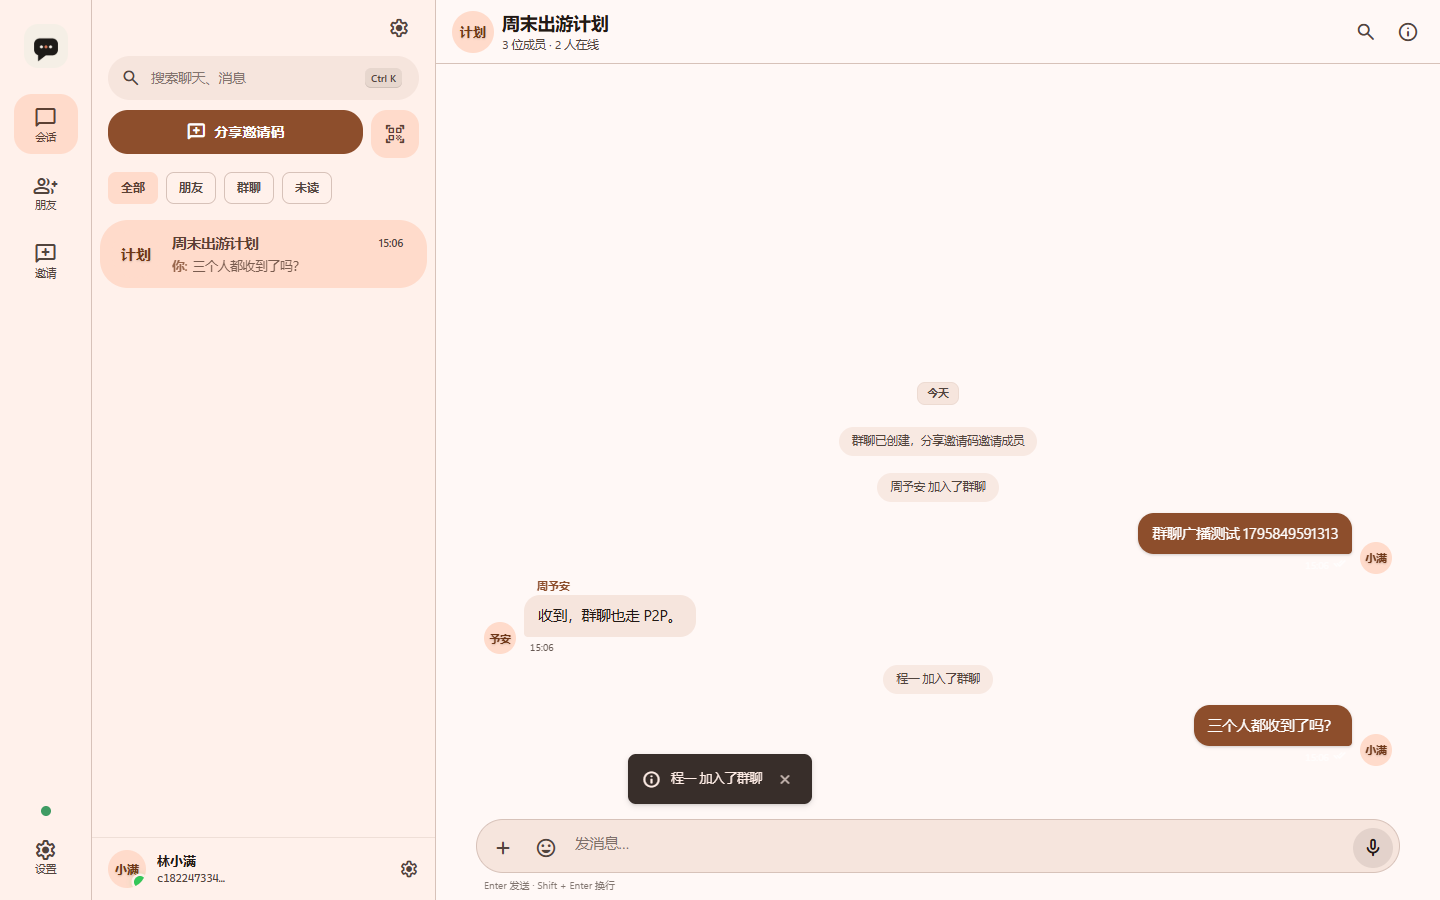 会话
朋友
邀请
设置
搜索聊天、消息
Ctrl K
分享邀请码
全部
朋友
群聊
未读
计划
周末出游计划
15:06
你: 三个人都收到了吗?
小满
林小满
c182247334...
计划
周末出游计划
3 位成员 · 2 人在线
今天
群聊已创建，分享邀请码邀请成员
周予安 加入了群聊
群聊广播测试 1795849591313
小满
周予安
收到，群聊也走 P2P。
予安
15:06
程一 加入了群聊
三个人都收到了吗?
小满
程一 加入了群聊
发消息...
Enter 发送 · Shift + Enter 换行